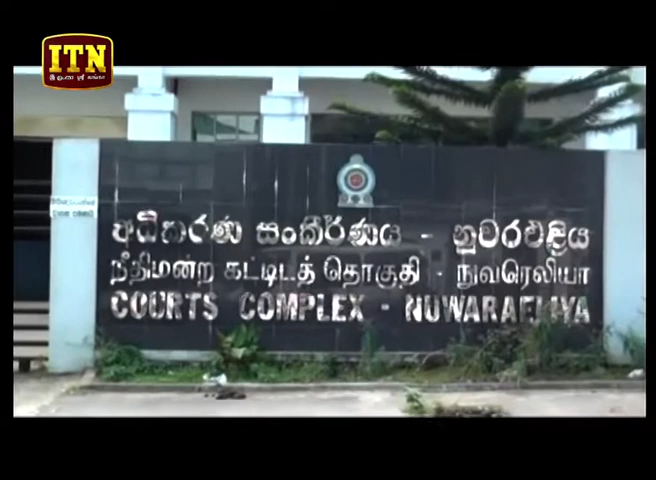 ITN
අධිකරණ සංකීර්ණය - නුවරඑළිය
நீதிமன்ற கட்டிடத் தொகுதி - நுவரெலியா
COURTS COMPLEX - NUWARAELIYA